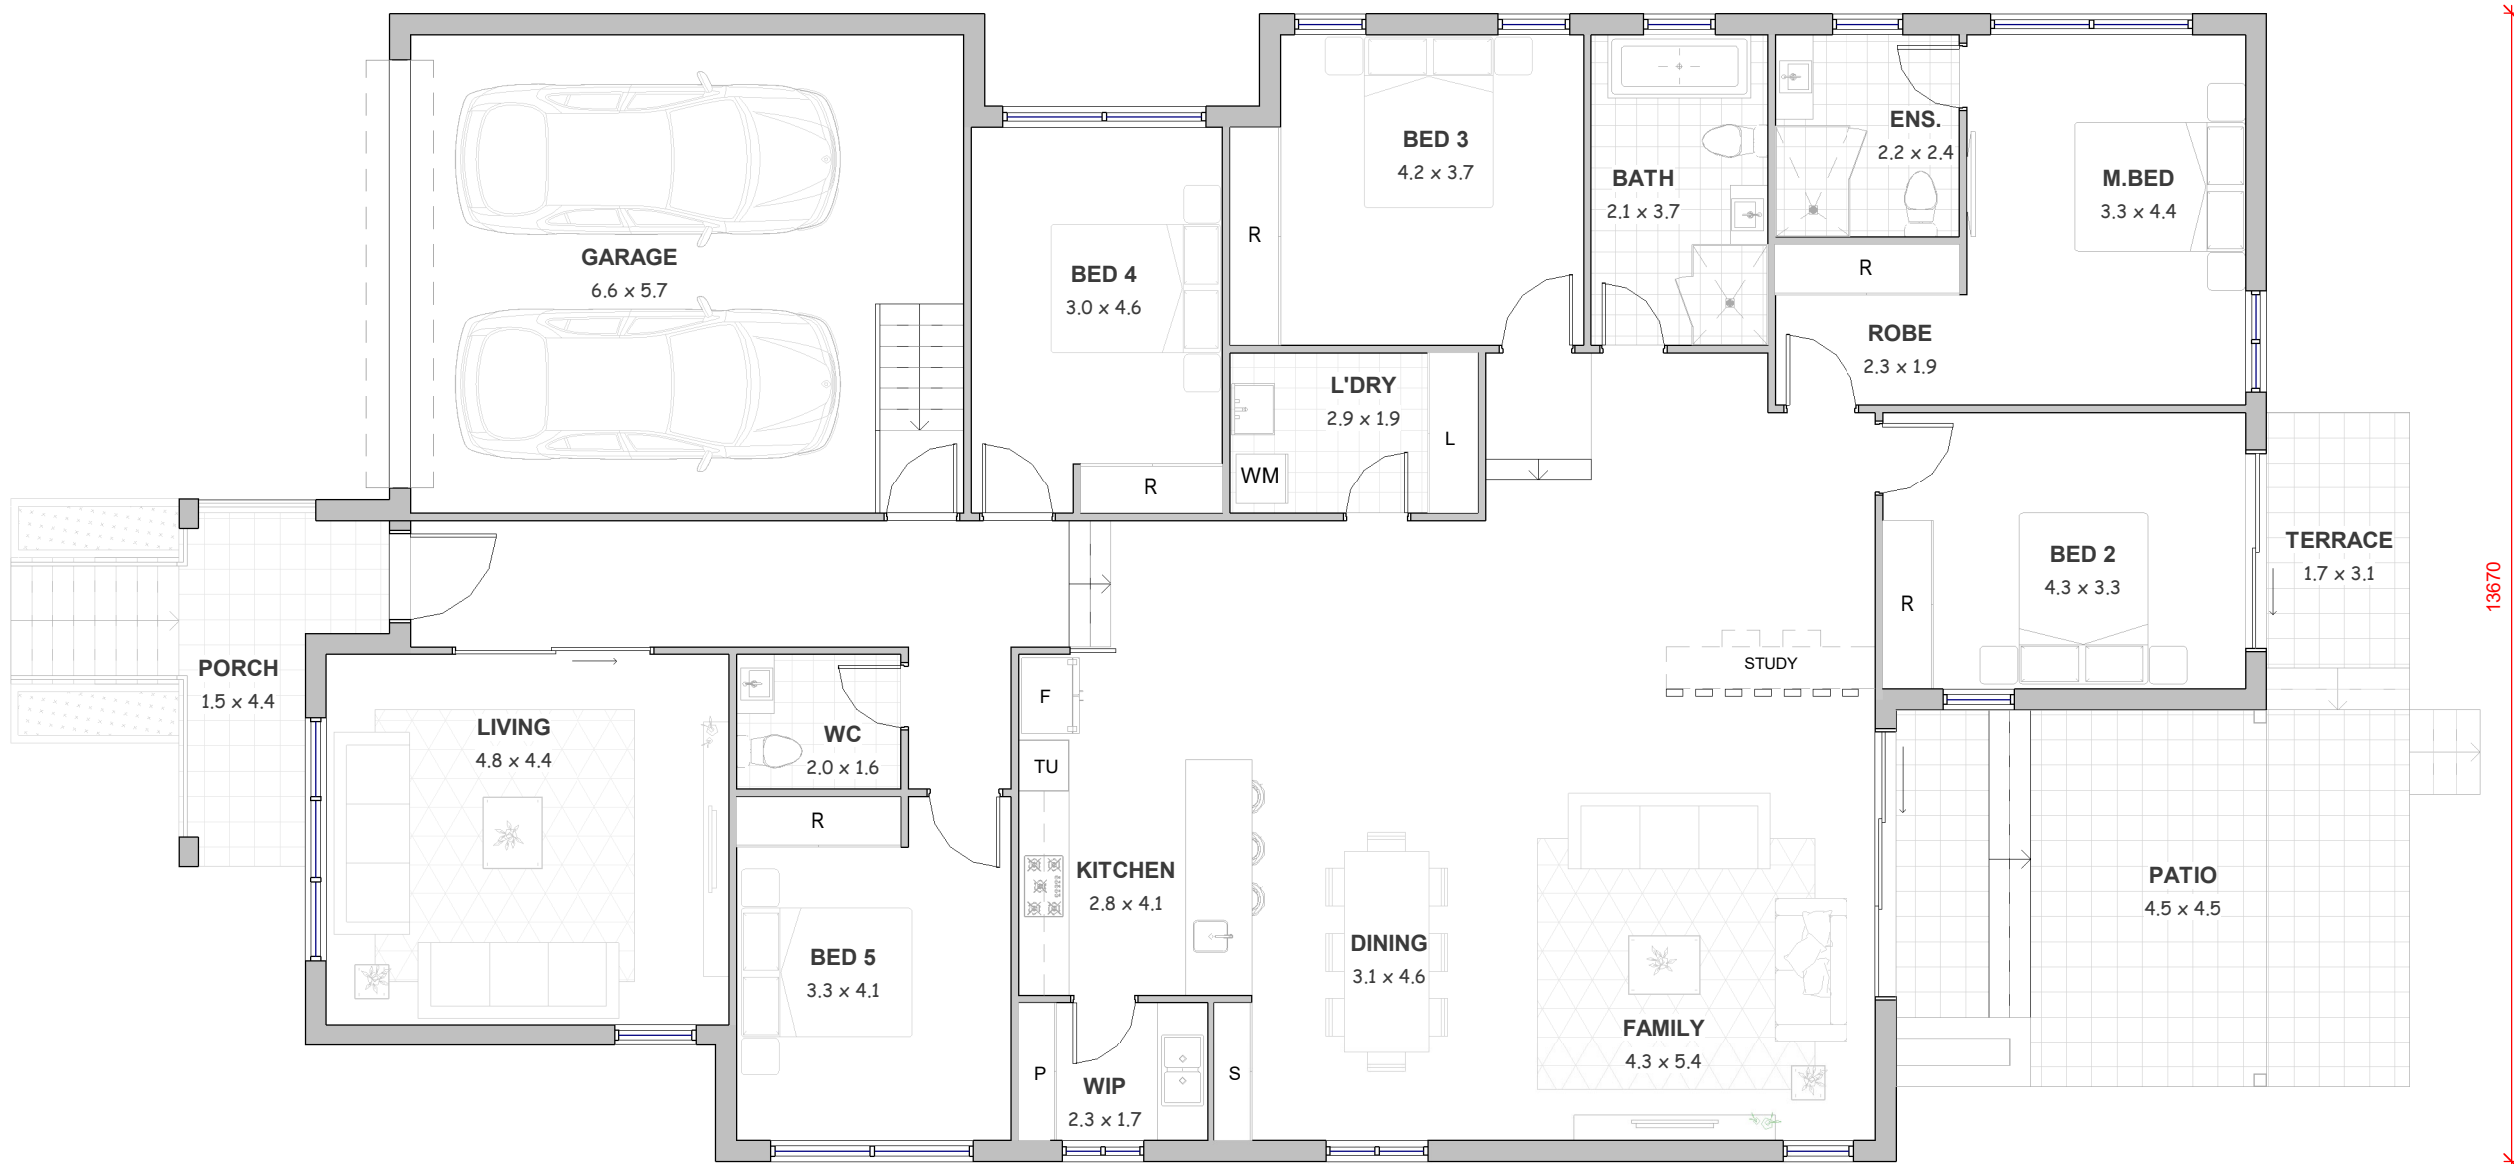 GARAGE
6.6 x 5.7
BED 4
3.0 x 4.6
R
BED 3
4.2 x 3.7
R
BATH
2.1 x 3.7
ENS.
2.2 x 2.4
M.BED
3.3 x 4.4
R
ROBE
2.3 x 1.9
L'DRY
2.9 x 1.9
L
WM
BED 2
4.3 x 3.3
R
TERRACE
1.7 x 3.1
13670
STUDY
PORCH
1.5 x 4.4
LIVING
4.8 x 4.4
WC
2.0 x 1.6
R
BED 5
3.3 x 4.1
F
TU
KITCHEN
2.8 x 4.1
DINING
3.1 x 4.6
FAMILY
4.3 x 5.4
PATIO
4.5 x 4.5
P
WIP
2.3 x 1.7
S